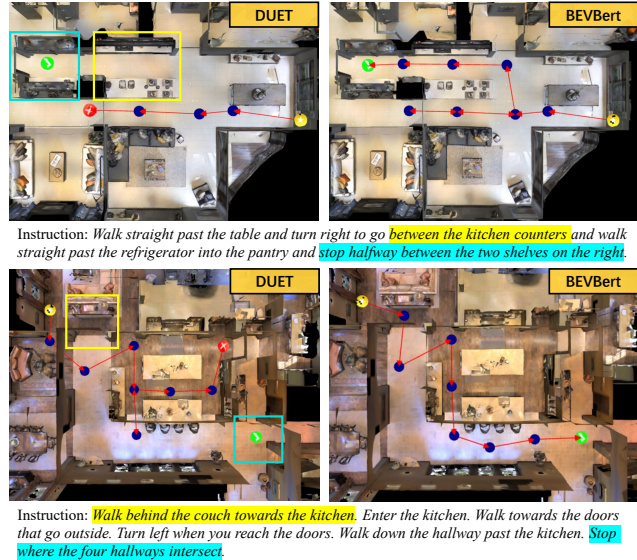 DUET
BEVBert
Instruction: Walk straight past the table and turn right to go between the kitchen counters and walk
straight past the refrigerator into the pantry and stop halfway between the two shelves on the right.
DUET
BEVBert
Instruction: Walk behind the couch towards the kitchen. Enter the kitchen. Walk towards the doors
that go outside. Turn left when you reach the doors. Walk down the hallway past the kitchen. Stop
where the four hallways intersect.